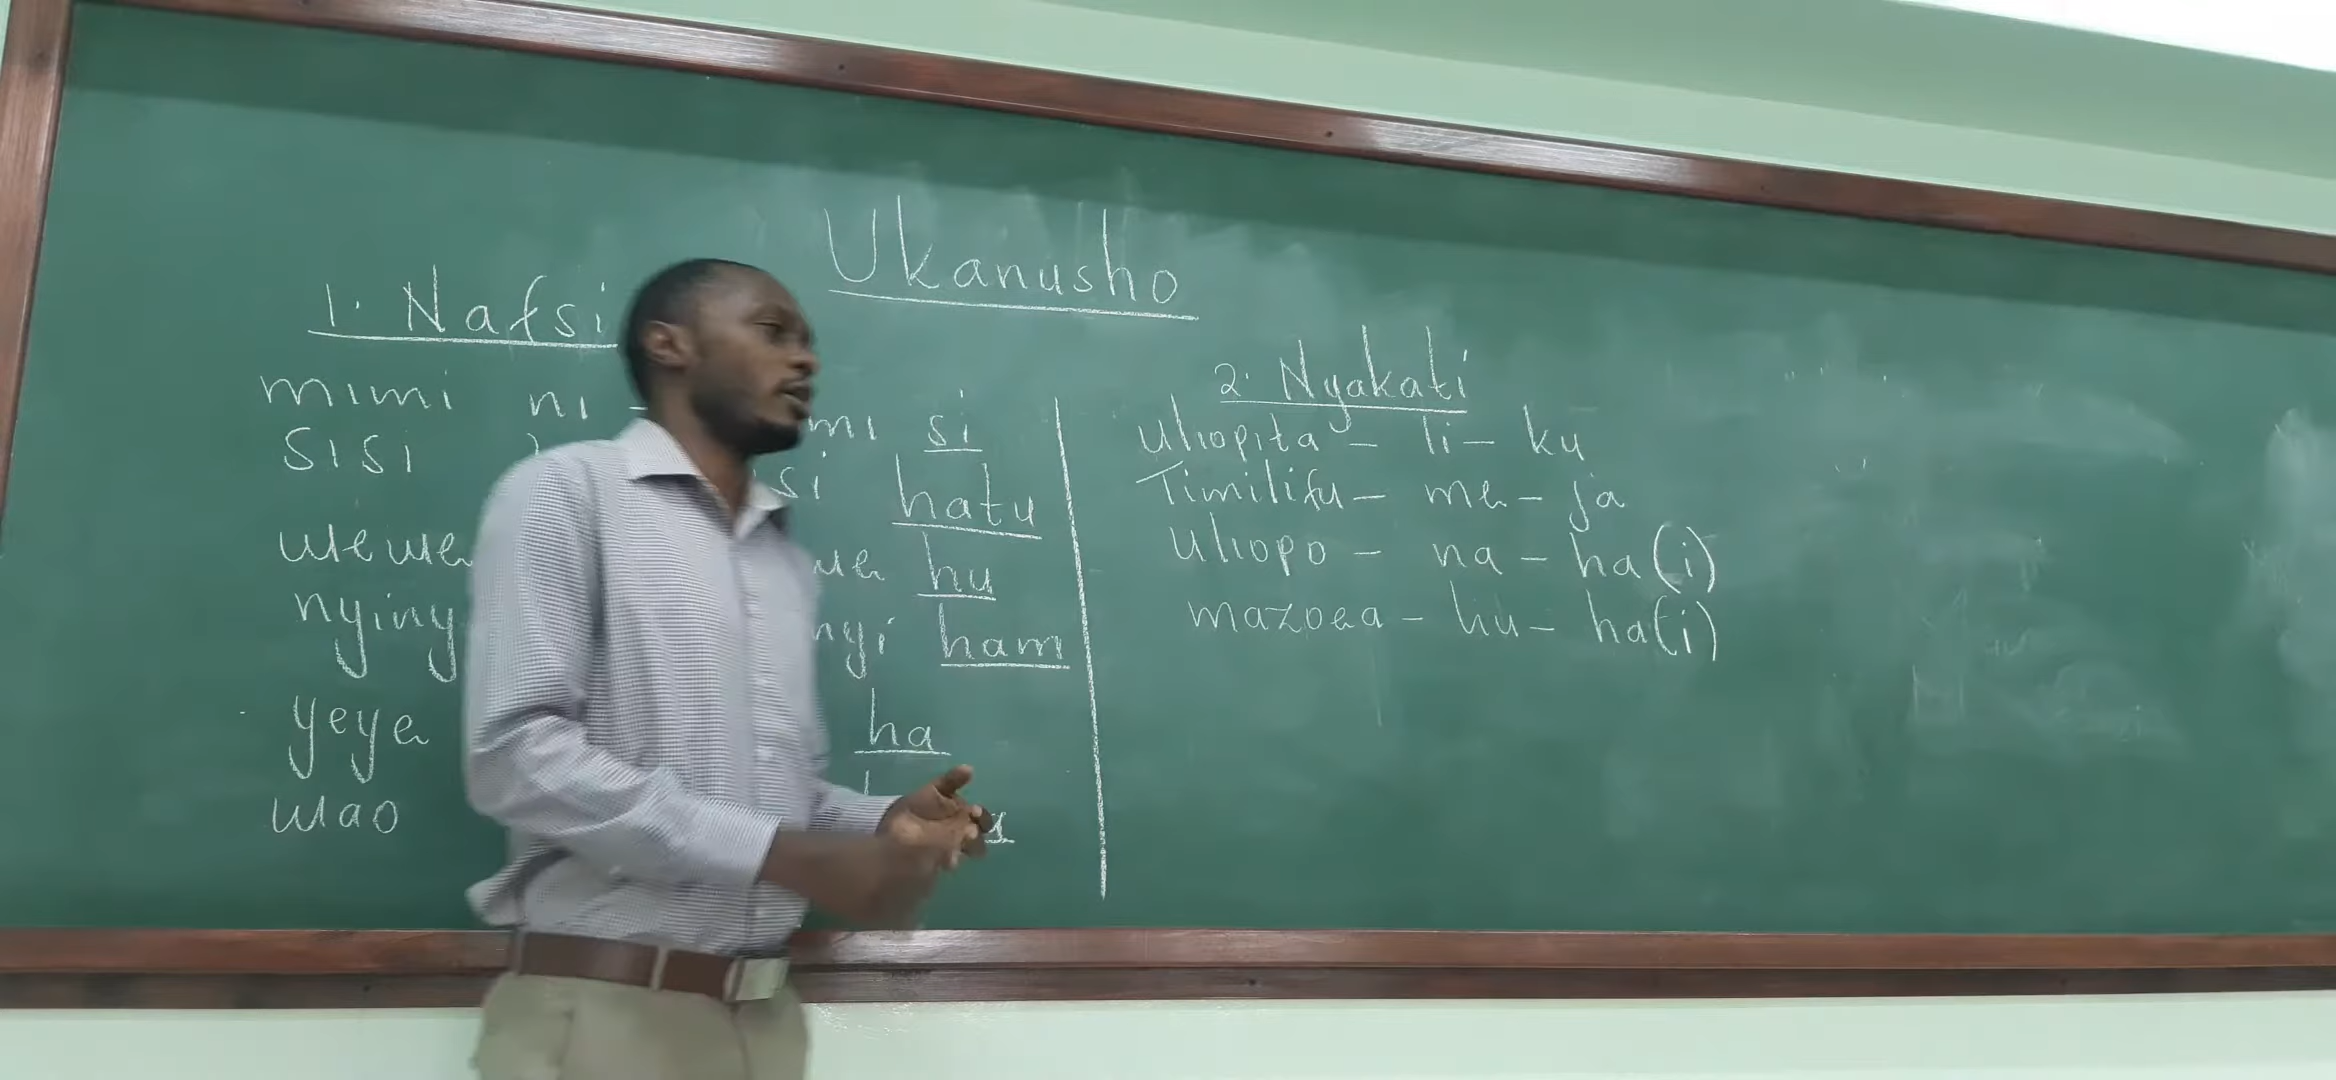 Ukanusho
1. Nafsi
mimi ni - mi si
sisi si hatu
wewe we hu
nyiny nyi ham
yeye ha
wao
2. Nyakati
uliopita - li - ku
Timilifu - me - ja
uliopo - na - ha(i)
mazoea - hu - ha(i)